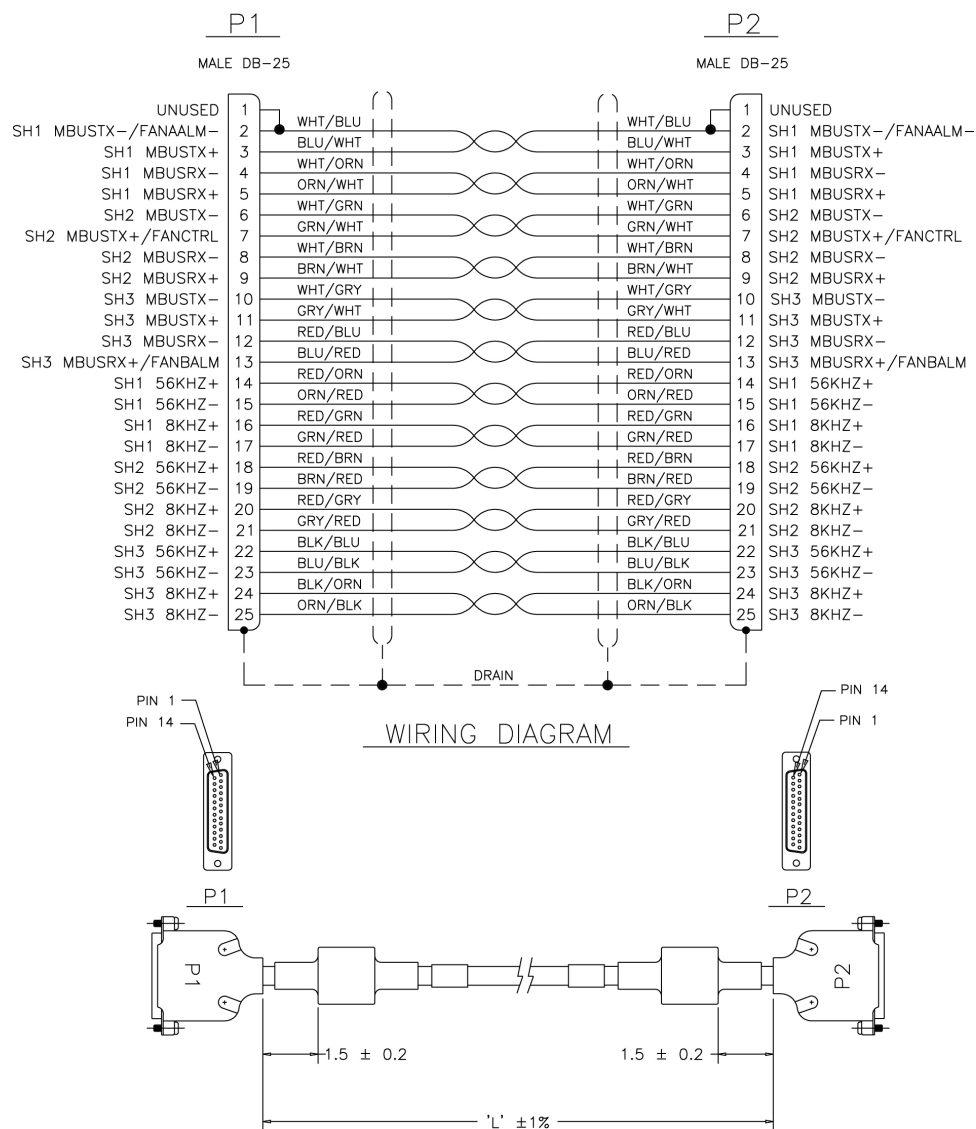 P1 P2
MALE DB-25 MALE DB-25
UNUSED 1 1 UNUSED
SH1 MBUSTX-/FANAALM- 2 WHT/BLU WHT/BLU 2 SH1 MBUSTX-/FANAALM-
SH1 MBUSTX+ 3 BLU/WHT BLU/WHT 3 SH1 MBUSTX+
SH1 MBUSRX- 4 WHT/ORN WHT/ORN 4 SH1 MBUSRX-
SH1 MBUSRX+ 5 ORN/WHT ORN/WHT 5 SH1 MBUSRX+
SH2 MBUSTX- 6 WHT/GRN WHT/GRN 6 SH2 MBUSTX-
SH2 MBUSTX+/FANCTRL 7 GRN/WHT GRN/WHT 7 SH2 MBUSTX+/FANCTRL
SH2 MBUSRX- 8 WHT/BRN WHT/BRN 8 SH2 MBUSRX-
SH2 MBUSRX+ 9 BRN/WHT BRN/WHT 9 SH2 MBUSRX+
SH3 MBUSTX- 10 WHT/GRY WHT/GRY 10 SH3 MBUSTX-
SH3 MBUSTX+ 11 GRY/WHT GRY/WHT 11 SH3 MBUSTX+
SH3 MBUSRX- 12 RED/BLU RED/BLU 12 SH3 MBUSRX-
SH3 MBUSRX+/FANBALM 13 BLU/RED BLU/RED 13 SH3 MBUSRX+/FANBALM
SH1 56KHZ+ 14 RED/ORN RED/ORN 14 SH1 56KHZ+
SH1 56KHZ- 15 ORN/RED ORN/RED 15 SH1 56KHZ-
SH1 8KHZ+ 16 RED/GRN RED/GRN 16 SH1 8KHZ+
SH1 8KHZ- 17 GRN/RED GRN/RED 17 SH1 8KHZ-
SH2 56KHZ+ 18 RED/BRN RED/BRN 18 SH2 56KHZ+
SH2 56KHZ- 19 BRN/RED BRN/RED 19 SH2 56KHZ-
SH2 8KHZ+ 20 RED/GRY RED/GRY 20 SH2 8KHZ+
SH2 8KHZ- 21 GRY/RED GRY/RED 21 SH2 8KHZ-
SH3 56KHZ+ 22 BLK/BLU BLK/BLU 22 SH3 56KHZ+
SH3 56KHZ- 23 BLU/BLK BLU/BLK 23 SH3 56KHZ-
SH3 8KHZ+ 24 BLK/ORN BLK/ORN 24 SH3 8KHZ+
SH3 8KHZ- 25 ORN/BLK ORN/BLK 25 SH3 8KHZ-
DRAIN
PIN 1 PIN 14
PIN 14 PIN 1
WIRING DIAGRAM
P1 P2
P1 P2
1.5 ± 0.2 1.5 ± 0.2
'L' ±1%